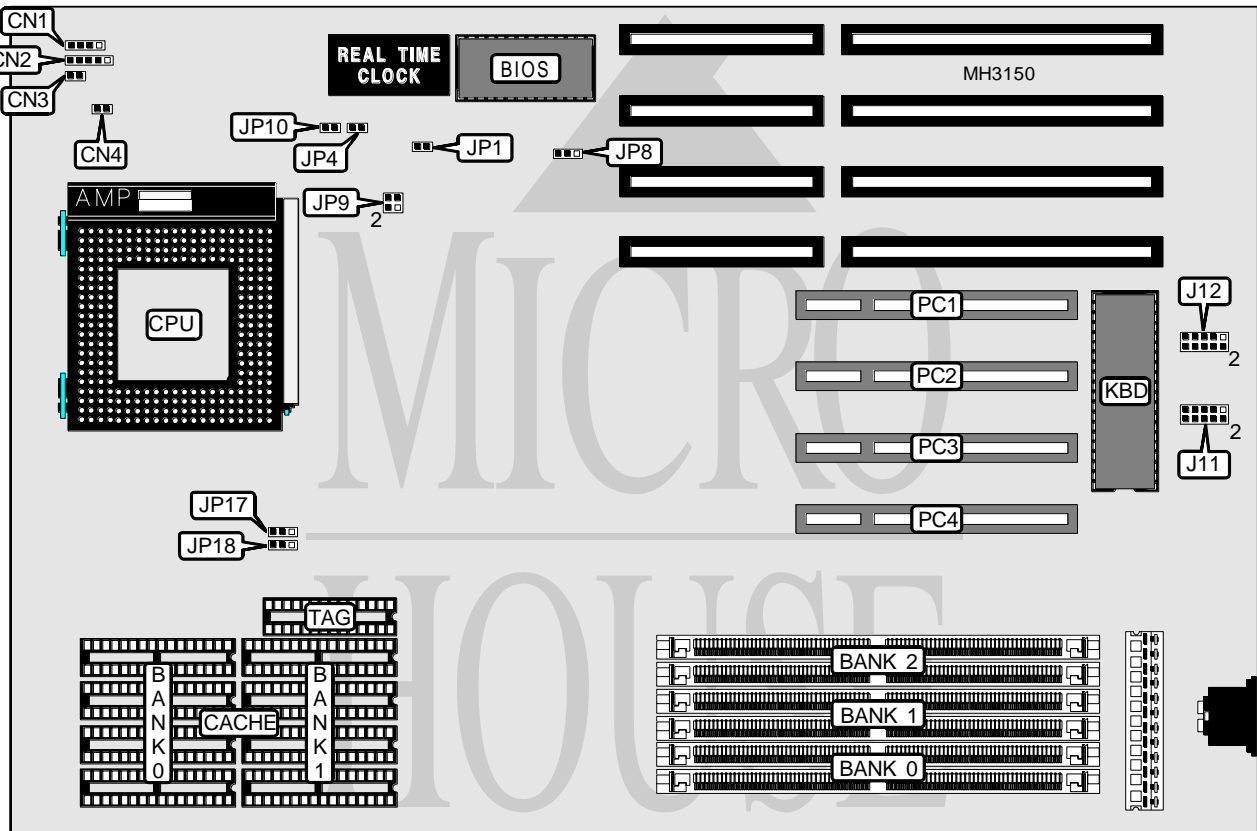 CN1
CN2
CN3
CN4
REAL TIME
CLOCK
BIOS
MH3150
JP10
JP4
JP1
JP8
AMP
JP9
2
CPU
PC1
PC2
PC3
PC4
KBD
J12
2
J11
2
JP17
JP18
TAG
BANK0
BANK1
CACHE
BANK 2
BANK 1
BANK 0
MICRO
HOUSE